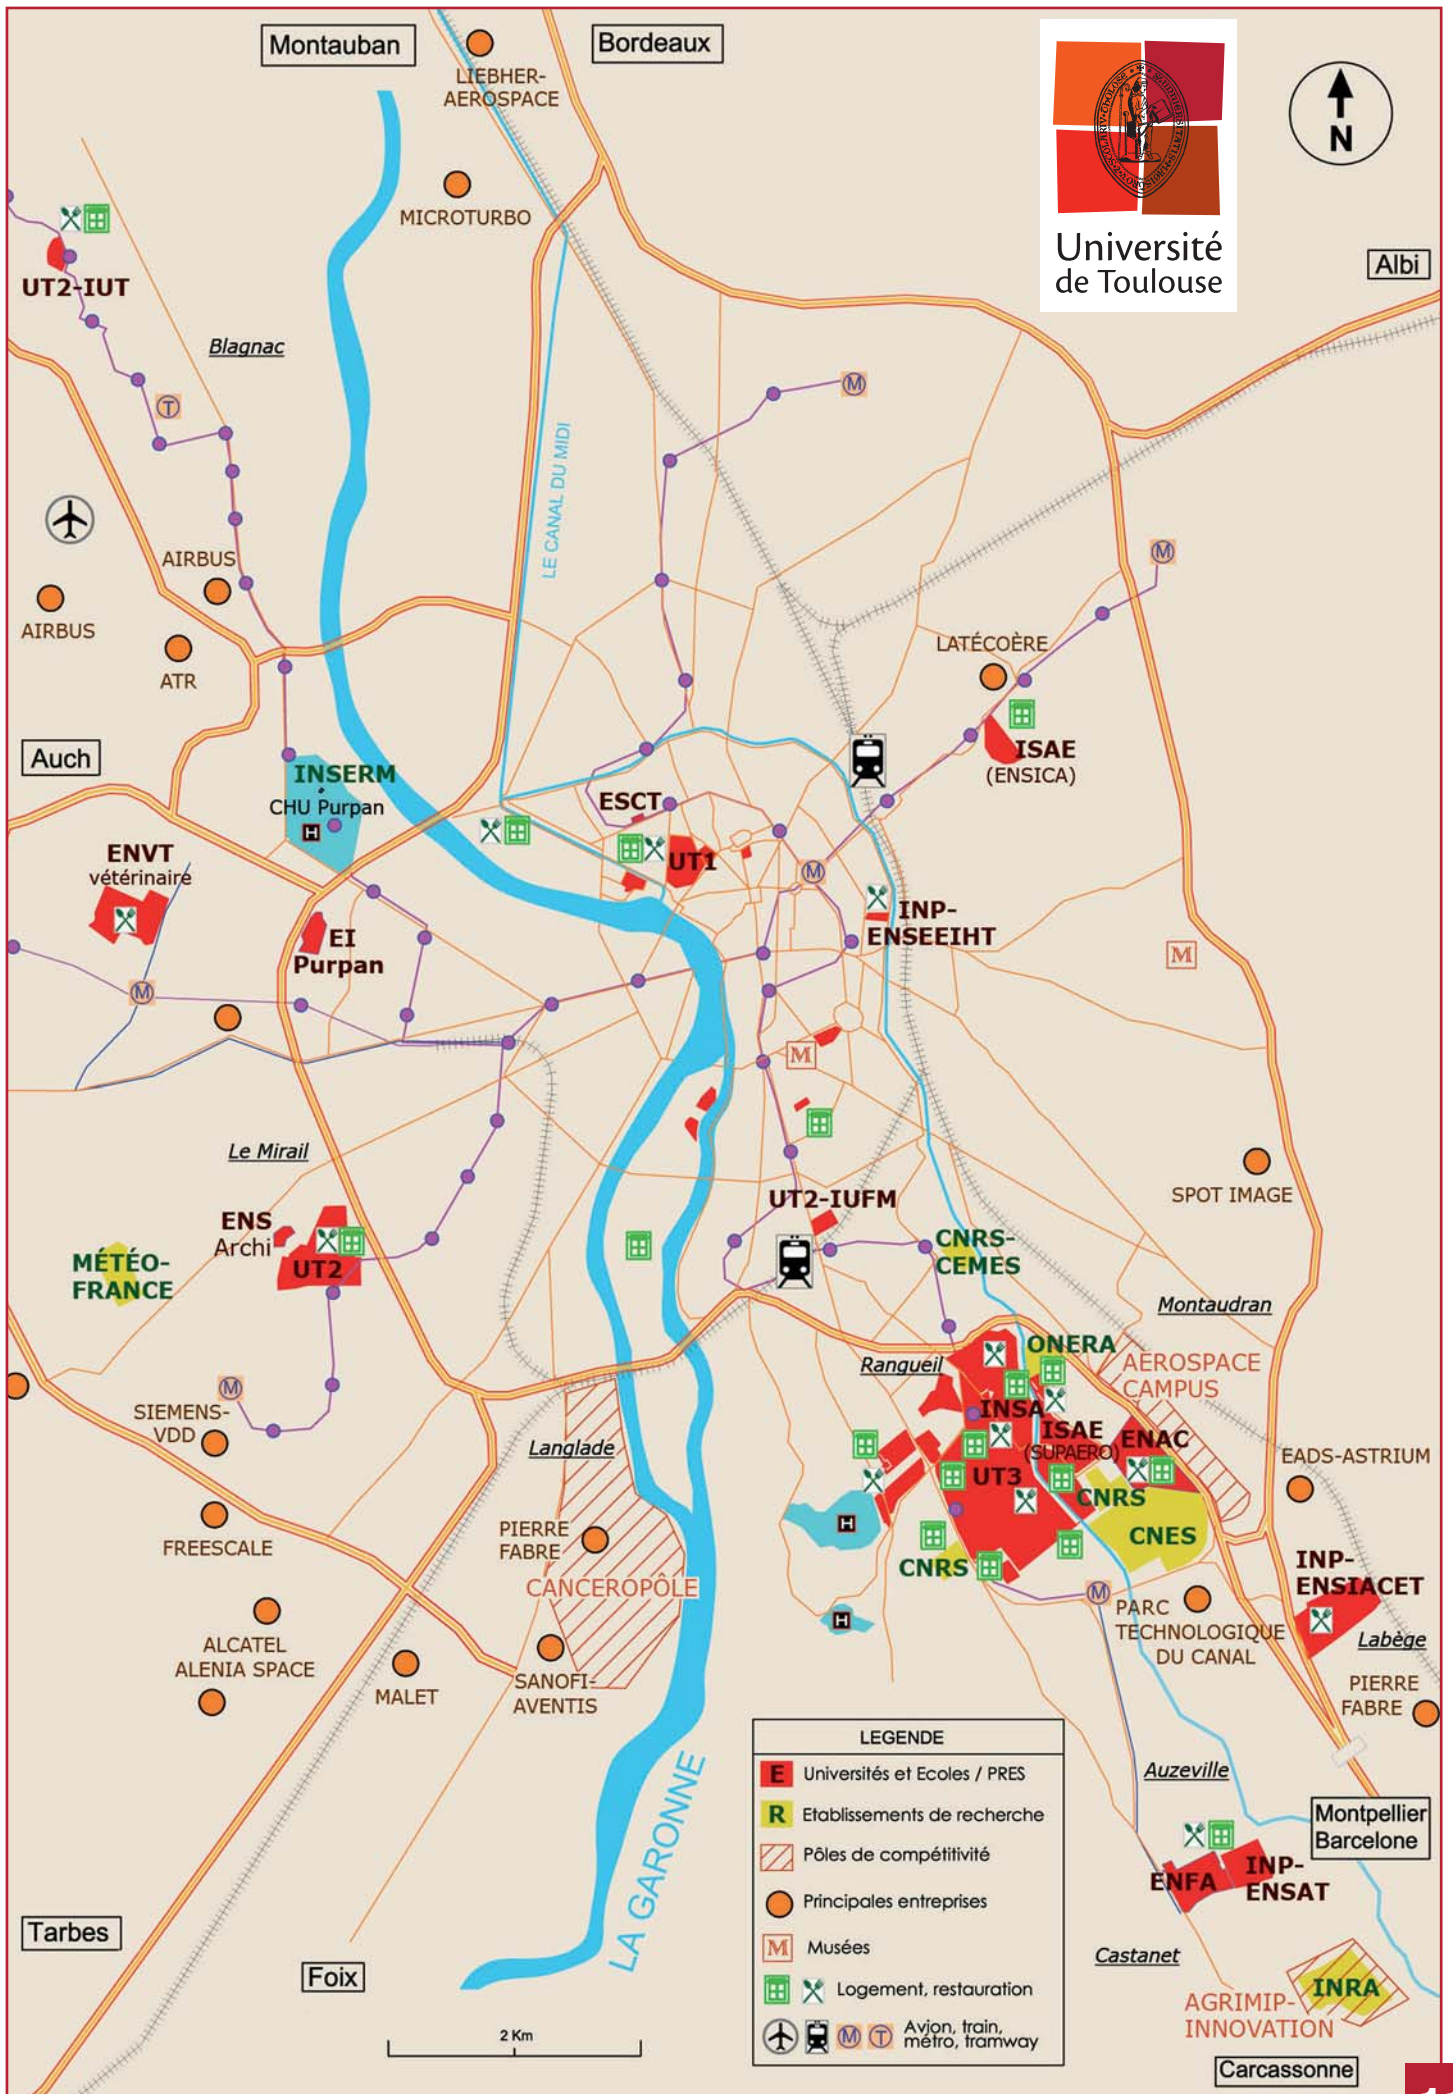 Montauban
Bordeaux
LIEBHER-
AEROSPACE
N
MICROTURBO
Université
de Toulouse
Albi
UT2-IUT
Blagnac
M
T
LE CANAL DU MIDI
M
AIRBUS
AIRBUS
LATÉCOÈRE
ATR
Auch
ISAE
(ENSICA)
INSERM
CHU Purpan
H
ESCT
ENVT
vétérinaire
UT1
M
INP-
ENSEEIHT
EI
Purpan
M
M
M
Le Mirail
SPOT IMAGE
UT2-IUFM
ENS
Archi
CNRS-
CEMES
MÉTÉO-
FRANCE
UT2
Montaudran
ONERA
Rangueil
AEROSPACE
CAMPUS
M
SIEMENS-
VDD
INSA
ISAE
(SUPAERO)
ENAC
Langlade
EADS-ASTRIUM
UT3
CNRS
PIERRE
FABRE
H
CNES
FREESCALE
CNRS
INP-
ENSIACET
CANCEROPÔLE
M
H
PARC
TECHNOLOGIQUE
DU CANAL
Labège
ALCATEL
ALENIA SPACE
MALET
SANOFI-
AVENTIS
PIERRE
FABRE
LEGENDE
E Universités et Ecoles / PRES
R Etablissements de recherche
Pôles de compétitivité
Principales entreprises
M Musées
Logement, restauration
M T Avion, train,
métro, tramway
LA GARONNE
Auzeville
Montpellier
Barcelone
ENFA
INP-
ENSAT
Tarbes
Foix
Castanet
INRA
AGRIMIP-
INNOVATION
2 Km
Carcassonne